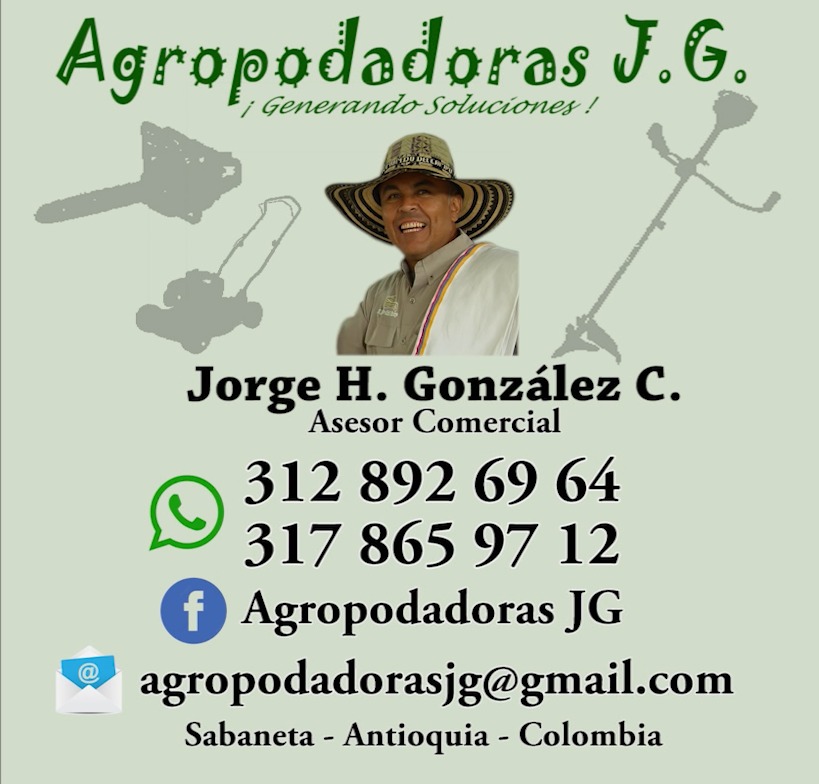 Agropodadoras J.G.
¡ Generando Soluciones !
Jorge H. González C.
Asesor Comercial
312 892 69 64
317 865 97 12
f Agropodadoras JG
@ agropodadorasjg@gmail.com
Sabaneta - Antioquia - Colombia